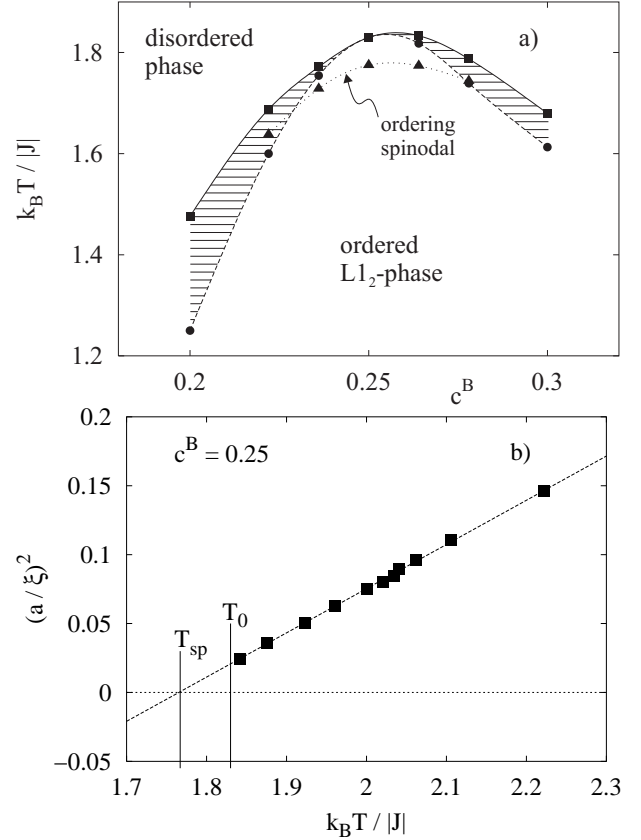 disordered
phase
a)
ordering
spinodal
ordered
L1₂-phase
k_B T / |J|
1.8
1.6
1.4
1.2
0.2
0.25
c^B
0.3
c^B = 0.25
b)
(a / ξ)²
0.2
0.15
0.1
0.05
0
−0.05
T_sp
T_0
1.7
1.8
1.9
2
2.1
2.2
2.3
k_B T / |J|